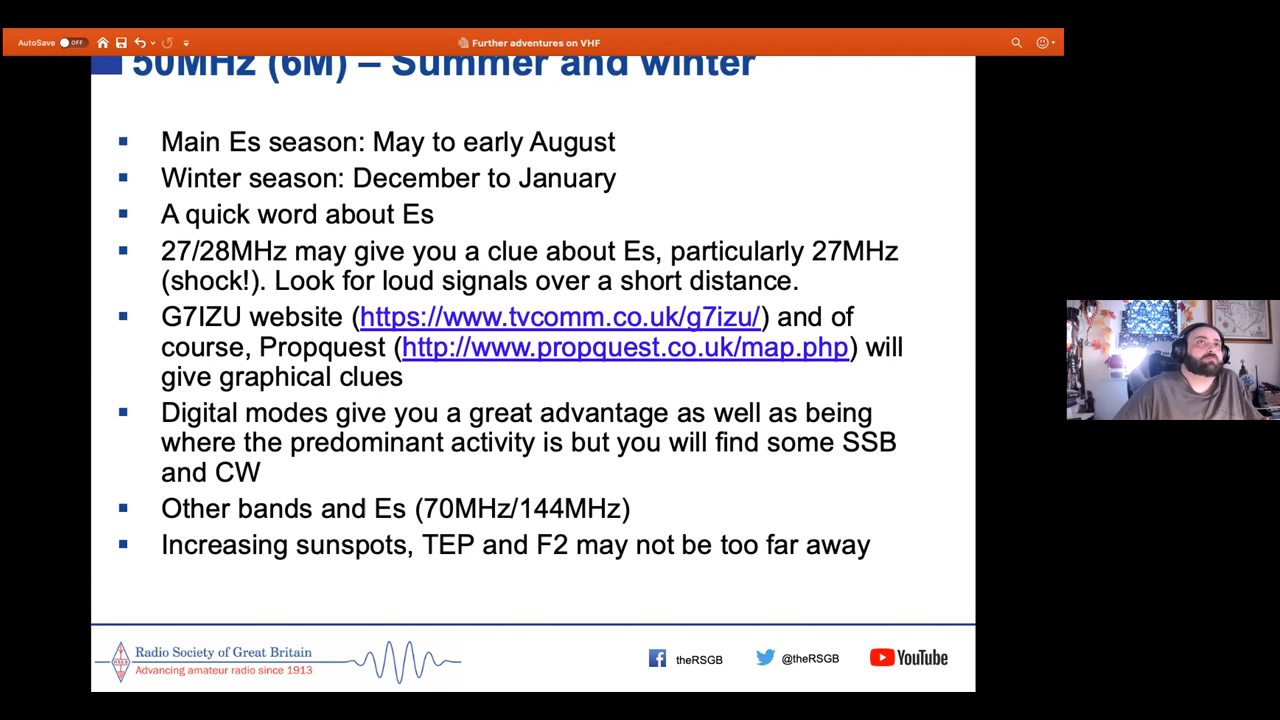 AutoSave OFF
Further adventures on VHF
50MHz (6M) – Summer and winter
Main Es season: May to early August
Winter season: December to January
A quick word about Es
27/28MHz may give you a clue about Es, particularly 27MHz
(shock!). Look for loud signals over a short distance.
G7IZU website (https://www.tvcomm.co.uk/g7izu/) and of
course, Propquest (http://www.propquest.co.uk/map.php) will
give graphical clues
Digital modes give you a great advantage as well as being
where the predominant activity is but you will find some SSB
and CW
Other bands and Es (70MHz/144MHz)
Increasing sunspots, TEP and F2 may not be too far away
RSGB
Radio Society of Great Britain
Advancing amateur radio since 1913
theRSGB
@theRSGB
YouTube